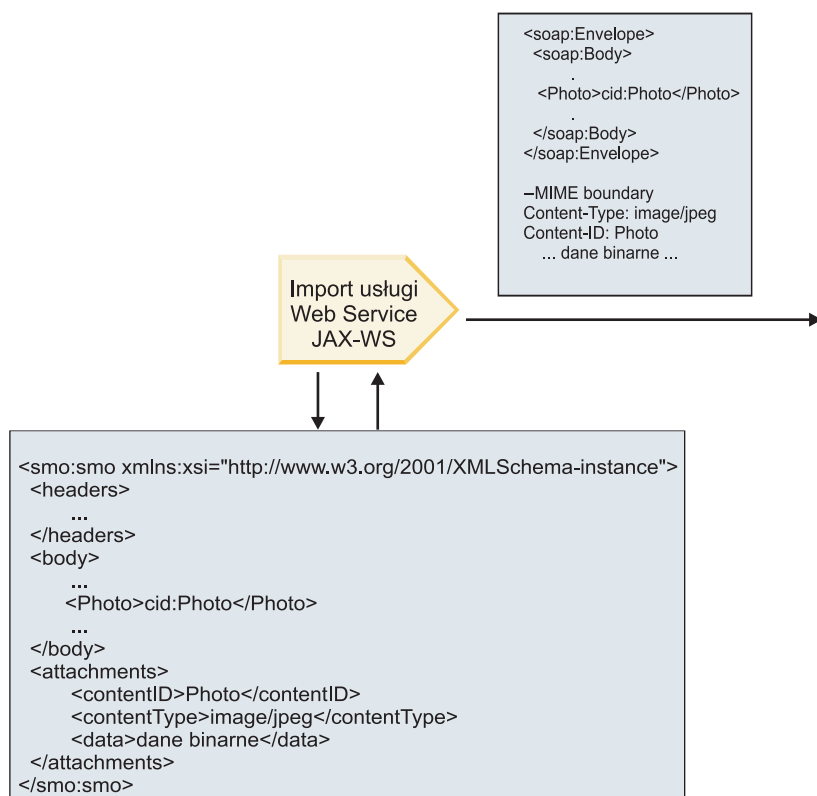 <soap:Envelope>
<soap:Body>
.
<Photo>cid:Photo</Photo>
.
</soap:Body>
</soap:Envelope>
–MIME boundary
Content-Type: image/jpeg
Content-ID: Photo
... dane binarne ...
Import usługi
Web Service
JAX-WS
<smo:smo xmlns:xsi="http://www.w3.org/2001/XMLSchema-instance">
<headers>
...
</headers>
<body>
...
<Photo>cid:Photo</Photo>
...
</body>
<attachments>
<contentID>Photo</contentID>
<contentType>image/jpeg</contentType>
<data>dane binarne</data>
</attachments>
</smo:smo>